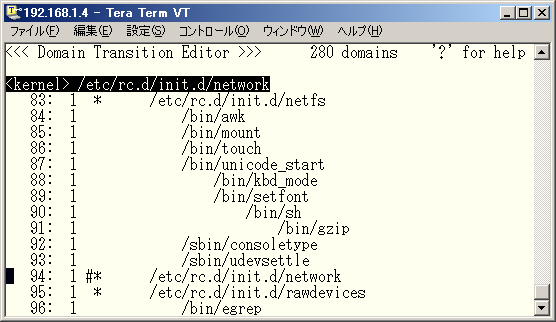 192.168.1.4 - Tera Term VT
ファイル(F) 編集(E) 設定(S) コントロール(O) ウィンドウ(W) ヘルプ(H)
<<< Domain Transition Editor >>> 280 domains '?' for help
<kernel> /etc/rc.d/init.d/network
83: 1 * /etc/rc.d/init.d/netfs
84: 1 /bin/awk
85: 1 /bin/mount
86: 1 /bin/touch
87: 1 /bin/unicode_start
88: 1 /bin/kbd_mode
89: 1 /bin/setfont
90: 1 /bin/sh
91: 1 /bin/gzip
92: 1 /sbin/consoletype
93: 1 /sbin/udevsettle
94: 1 #* /etc/rc.d/init.d/network
95: 1 * /etc/rc.d/init.d/rawdevices
96: 1 /bin/egrep